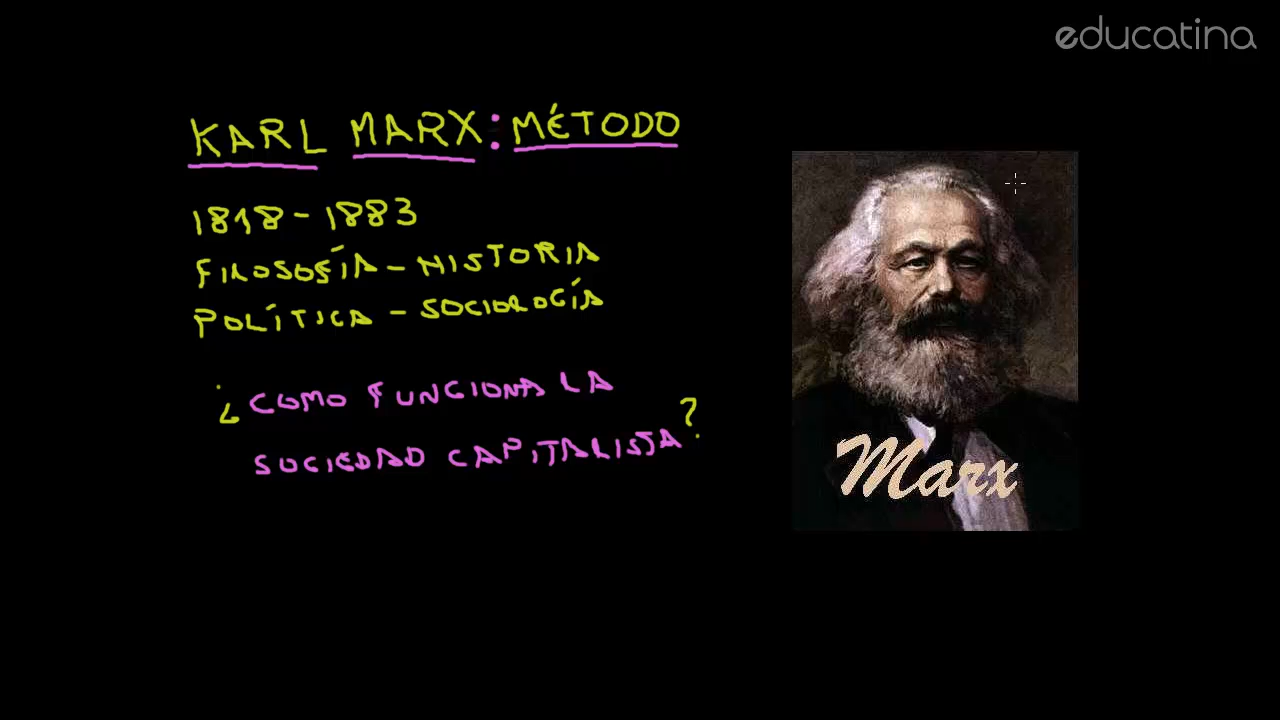 educatina
KARL MARX: MÉTODO
1818 - 1883
FILOSOFÍA - HISTORIA
POLÍTICA - SOCIOLOGÍA
¿COMO FUNCIONA LA
SOCIEDAD CAPITALISTA?
Marx